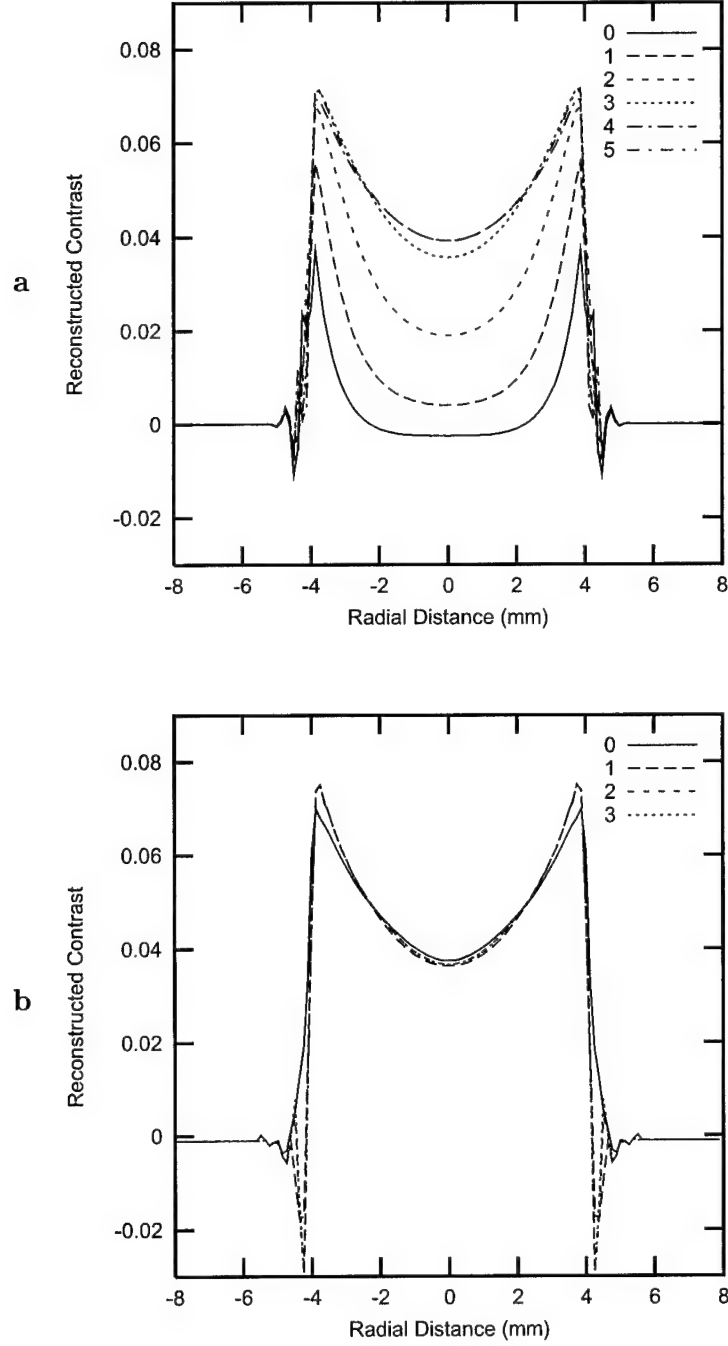 a
Reconstructed Contrast
0.08
0.06
0.04
0.02
0
-0.02
-8 -6 -4 -2 0 2 4 6 8
Radial Distance (mm)
0
1
2
3
4
5
b
Reconstructed Contrast
0.08
0.06
0.04
0.02
0
-0.02
-8 -6 -4 -2 0 2 4 6 8
Radial Distance (mm)
0
1
2
3